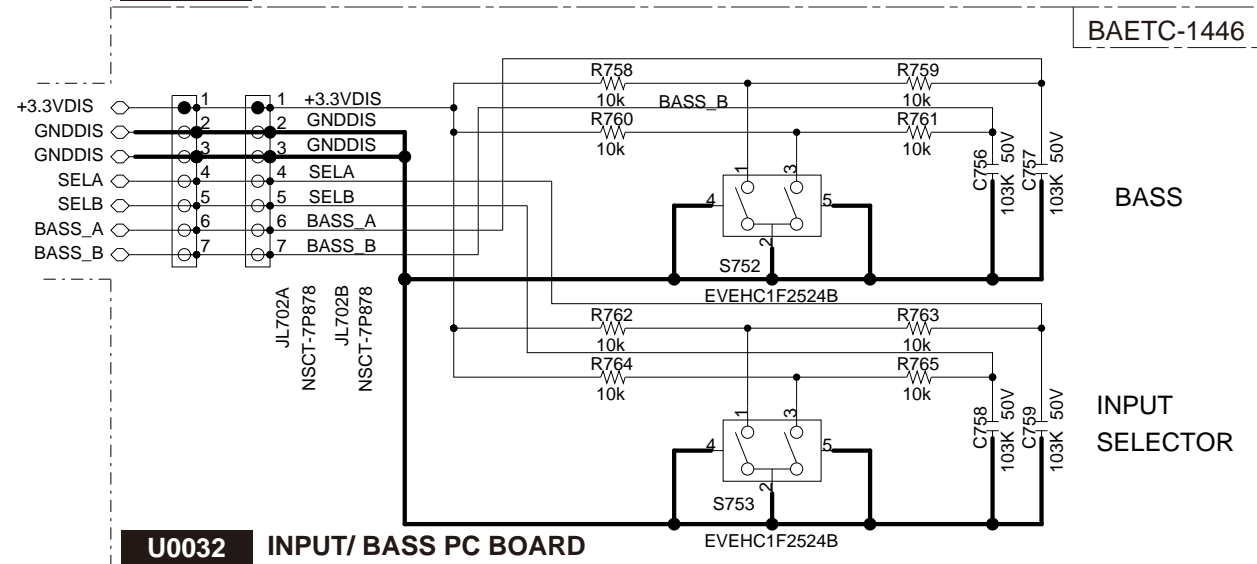 BAETC-1446
R758
10k
R759
10k
BASS_B
R760
10k
R761
10k
+3.3VDIS
GNDDIS
GNDDIS
SELA
SELB
BASS_A
BASS_B
1
2
3
4
5
6
7
1
2
3
4
5
6
7
+3.3VDIS
GNDDIS
GNDDIS
SELA
SELB
BASS_A
BASS_B
JL702A
NSCT-7P878
JL702B
NSCT-7P878
1
3
4
5
2
S752
EVEHC1F2524B
C756
103K 50V
C757
103K 50V
BASS
R762
10k
R763
10k
R764
10k
R765
10k
1
3
4
5
2
S753
EVEHC1F2524B
C758
103K 50V
C759
103K 50V
INPUT
SELECTOR
U0032 INPUT/ BASS PC BOARD